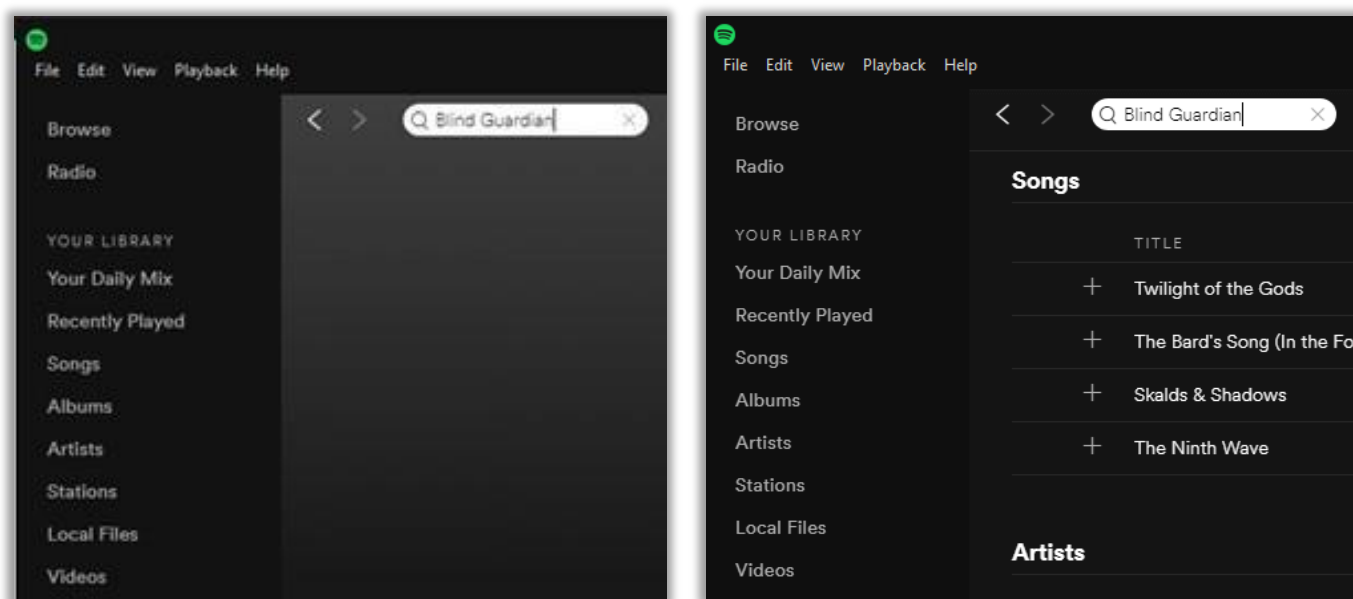 File Edit View Playback Help
Browse
Blind Guardian
Radio
YOUR LIBRARY
Your Daily Mix
Recently Played
Songs
Albums
Artists
Stations
Local Files
Videos
File Edit View Playback Help
Browse
Blind Guardian
Radio
Songs
YOUR LIBRARY
TITLE
Your Daily Mix
Twilight of the Gods
Recently Played
The Bard's Song (In the Fo
Songs
Albums
Skalds & Shadows
Artists
The Ninth Wave
Stations
Local Files
Artists
Videos